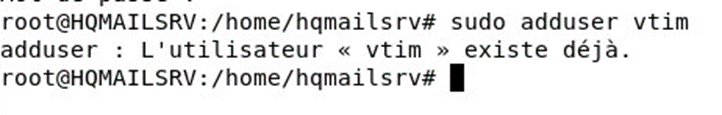 root@HQMAILSRV:/home/hqmailsrv# sudo adduser vtim
adduser : L'utilisateur « vtim » existe déjà.
root@HQMAILSRV:/home/hqmailsrv#